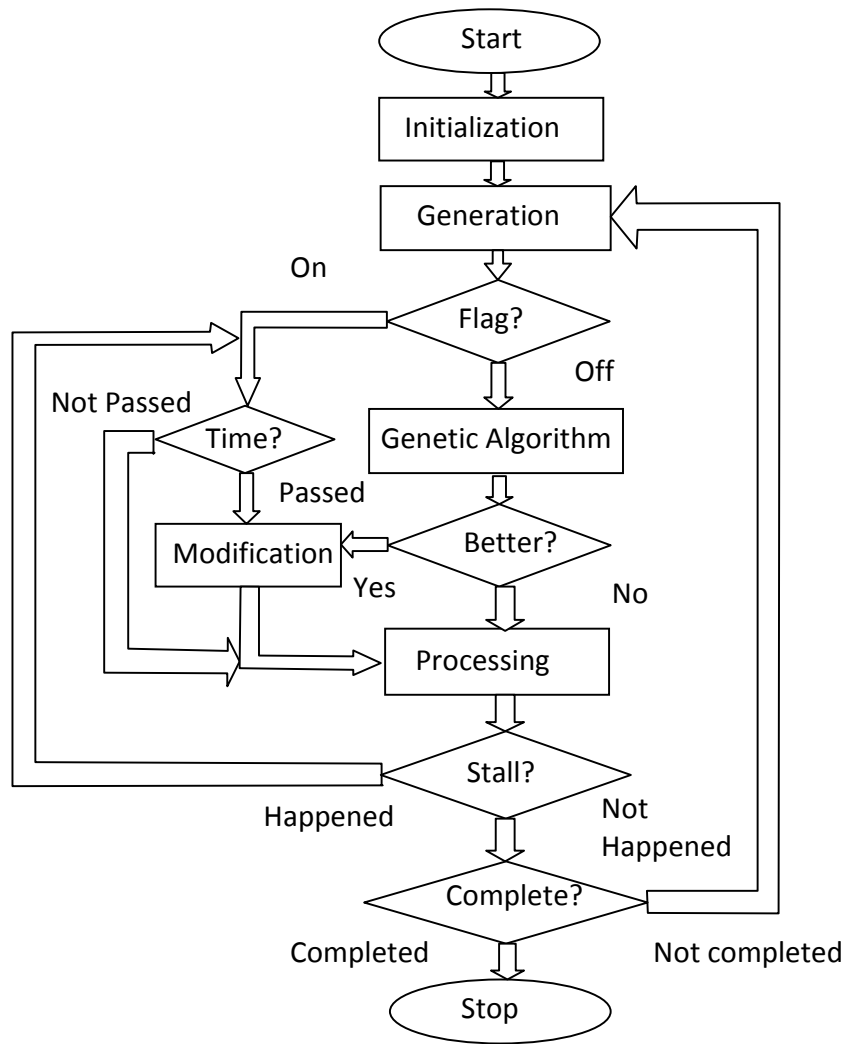 Start
Initialization
Generation
On
Flag?
Off
Not Passed
Time?
Genetic Algorithm
Passed
Modification
Better?
Yes
No
Processing
Stall?
Happened
Not
Happened
Complete?
Completed
Not completed
Stop